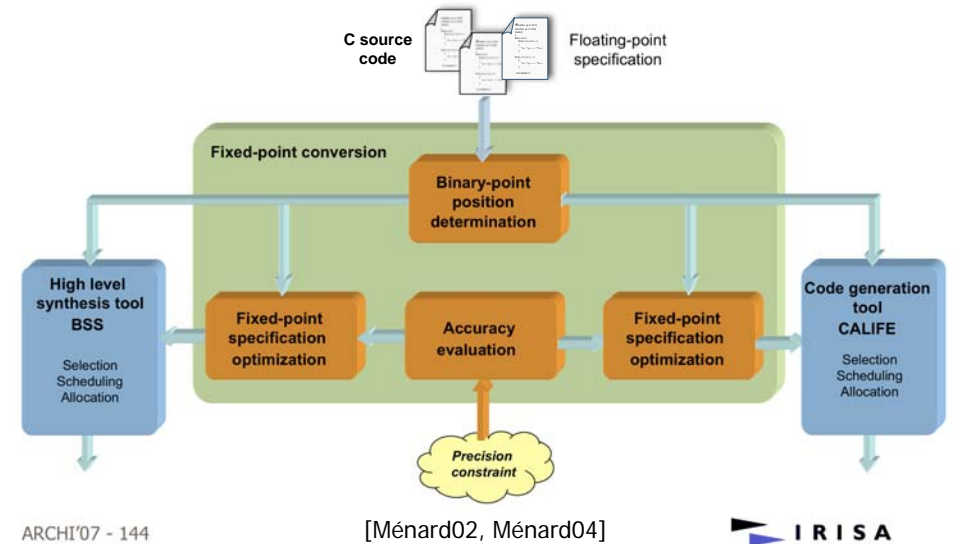 C source
code
Floating-point
specification
Fixed-point conversion
Binary-point
position
determination
High level
synthesis tool
BSS
Selection
Scheduling
Allocation
Fixed-point
specification
optimization
Accuracy
evaluation
Fixed-point
specification
optimization
Code generation
tool
CALIFE
Selection
Scheduling
Allocation
Precision
constraint
ARCHI'07 - 144
[Ménard02, Ménard04]
IRISA